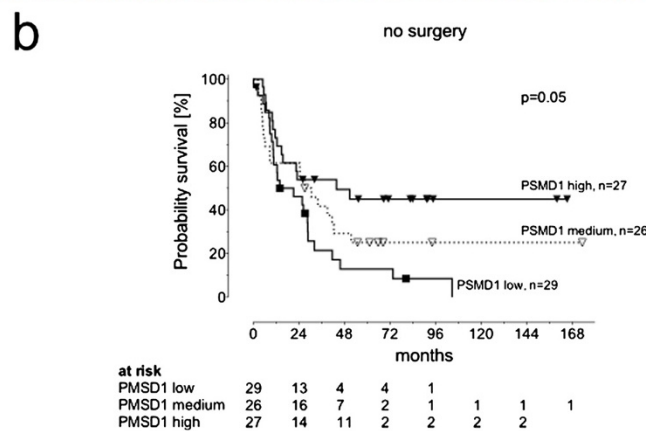 b
no surgery
Probability survival [%]
100
80
60
40
20
0
p=0.05
PSMD1 high, n=27
PSMD1 medium, n=26
PSMD1 low, n=29
0 24 48 72 96 120 144 168
months
at risk
PMSD1 low 29 13 4 4 1
PMSD1 medium 26 16 7 2 1 1 1 1
PMSD1 high 27 14 11 2 2 2 2